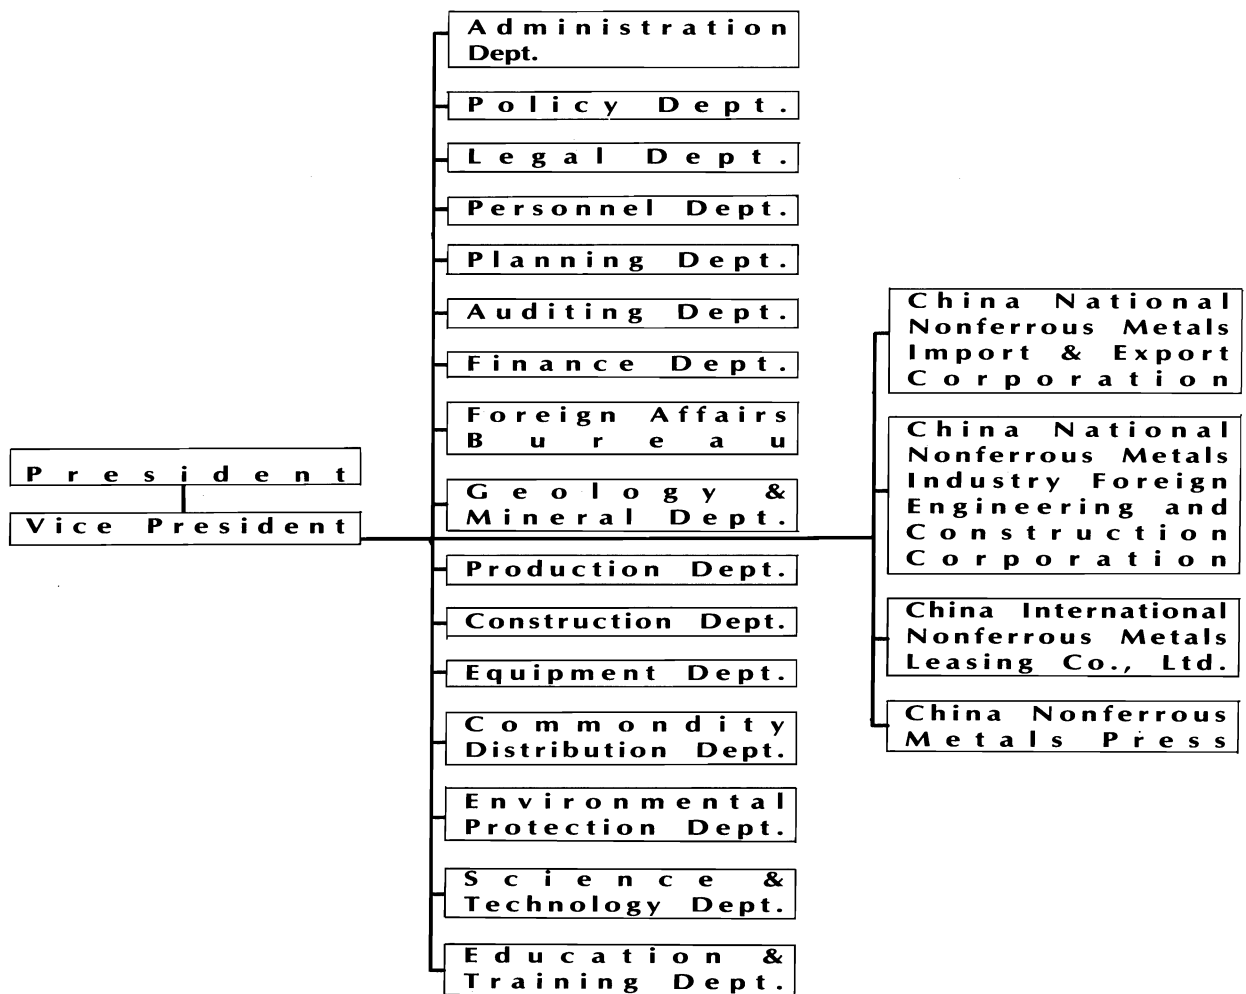 President
Vice President
Administration
Dept.
Policy Dept.
Legal Dept.
Personnel Dept.
Planning Dept.
Auditing Dept.
Finance Dept.
Foreign Affairs
Bureau
Geology &
Mineral Dept.
Production Dept.
Construction Dept.
Equipment Dept.
Commondity
Distribution Dept.
Environmental
Protection Dept.
Science &
Technology Dept.
Education &
Training Dept.
China National
Nonferrous Metals
Import & Export
Corporation
China National
Nonferrous Metals
Industry Foreign
Engineering and
Construction
Corporation
China International
Nonferrous Metals
Leasing Co., Ltd.
China Nonferrous
Metals Press